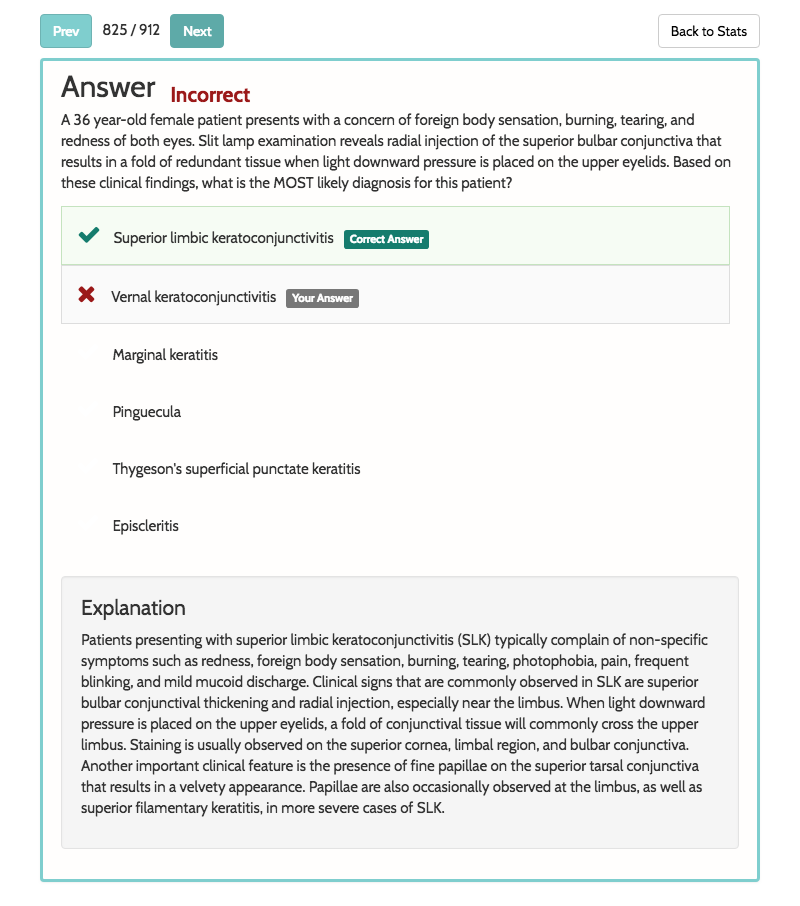 Prev 825 / 912 Next Back to Stats
Answer Incorrect
A 36 year-old female patient presents with a concern of foreign body sensation, burning, tearing, and
redness of both eyes. Slit lamp examination reveals radial injection of the superior bulbar conjunctiva that
results in a fold of redundant tissue when light downward pressure is placed on the upper eyelids. Based on
these clinical findings, what is the MOST likely diagnosis for this patient?
Superior limbic keratoconjunctivitis Correct Answer
Vernal keratoconjunctivitis Your Answer
Marginal keratitis
Pinguecula
Thygeson's superficial punctate keratitis
Episcleritis
Explanation
Patients presenting with superior limbic keratoconjunctivitis (SLK) typically complain of non-specific
symptoms such as redness, foreign body sensation, burning, tearing, photophobia, pain, frequent
blinking, and mild mucoid discharge. Clinical signs that are commonly observed in SLK are superior
bulbar conjunctival thickening and radial injection, especially near the limbus. When light downward
pressure is placed on the upper eyelids, a fold of conjunctival tissue will commonly cross the upper
limbus. Staining is usually observed on the superior cornea, limbal region, and bulbar conjunctiva.
Another important clinical feature is the presence of fine papillae on the superior tarsal conjunctiva
that results in a velvety appearance. Papillae are also occasionally observed at the limbus, as well as
superior filamentary keratitis, in more severe cases of SLK.